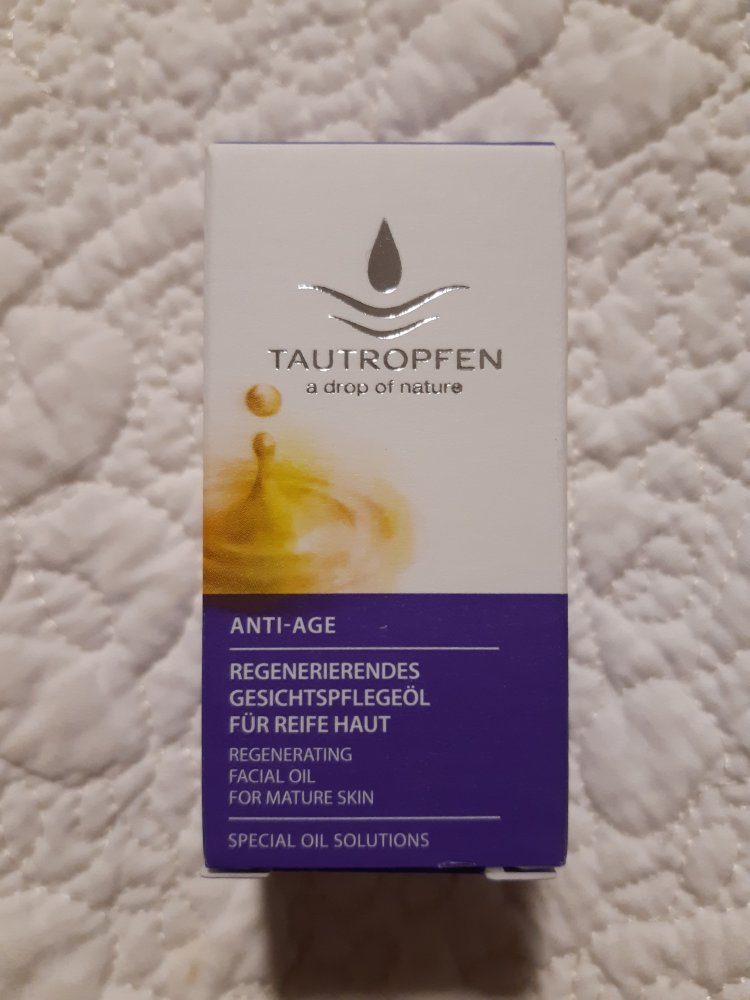 TAUTROPFEN
a drop of nature
ANTI-AGE
REGENERIERENDES
GESICHTSPFLEGEÖL
FÜR REIFE HAUT
REGENERATING
FACIAL OIL
FOR MATURE SKIN
SPECIAL OIL SOLUTIONS